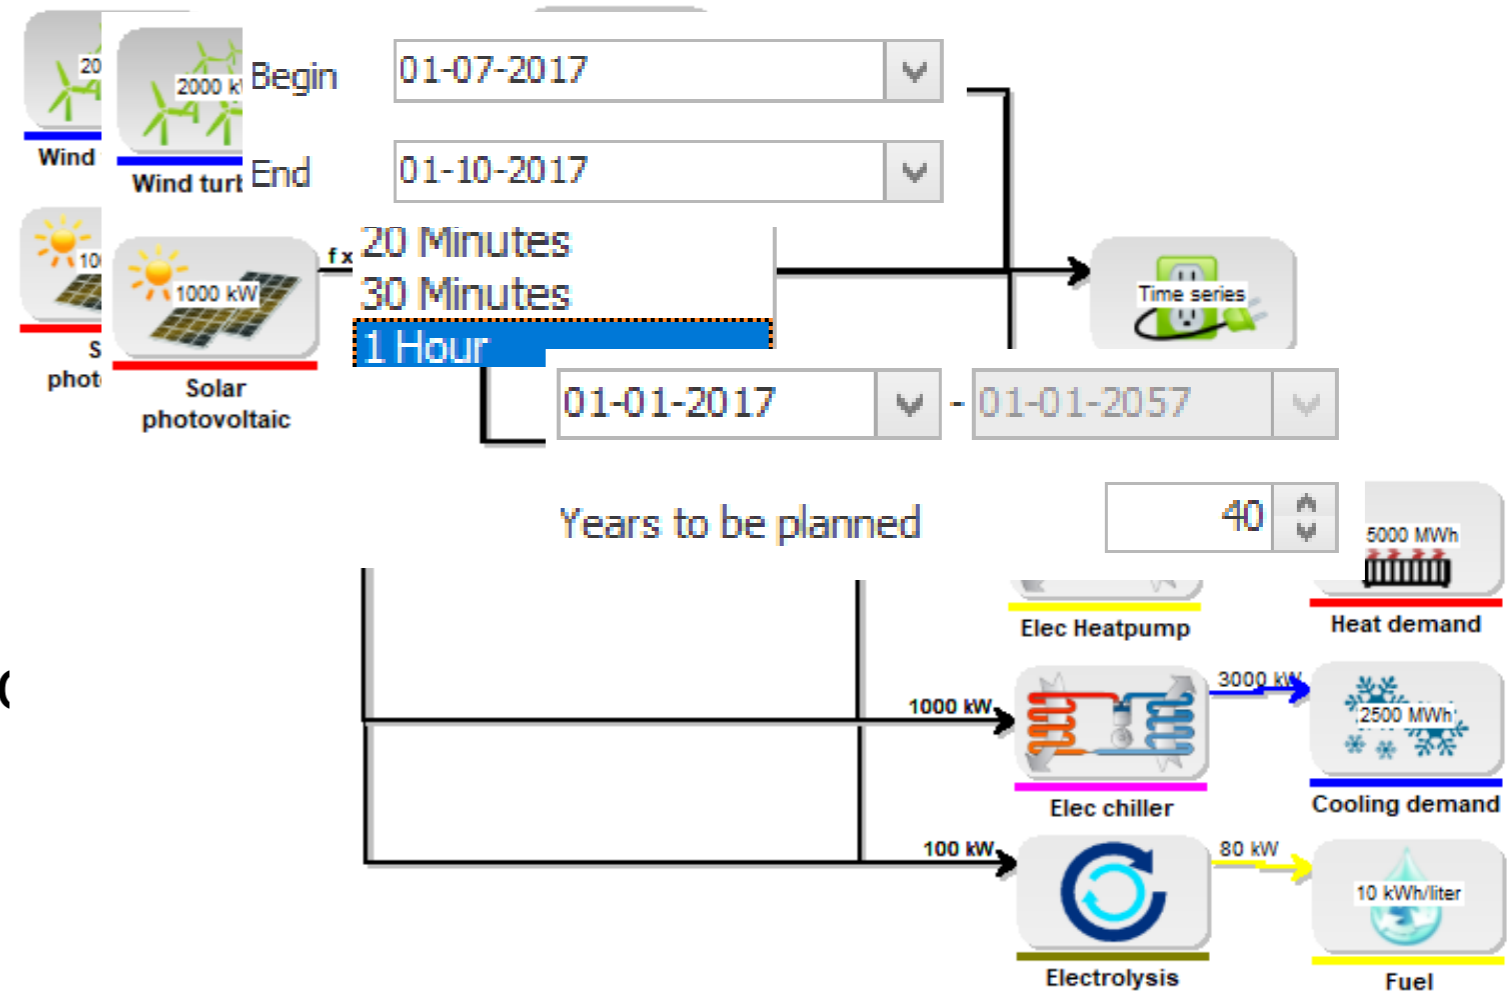 20
2000 k
Begin
01-07-2017
Wind
Wind turb
End
01-10-2017
20 Minutes
f x
10
1000 kW
30 Minutes
Time series
1 Hour
S
phot
Solar
photovoltaic
01-01-2017 - 01-01-2057
Years to be planned
40
5000 MWh
Elec Heatpump
Heat demand
1000 kW
3000 kW
2500 MWh
Elec chiller
Cooling demand
100 kW
80 kW
10 kWh/liter
Electrolysis
Fuel